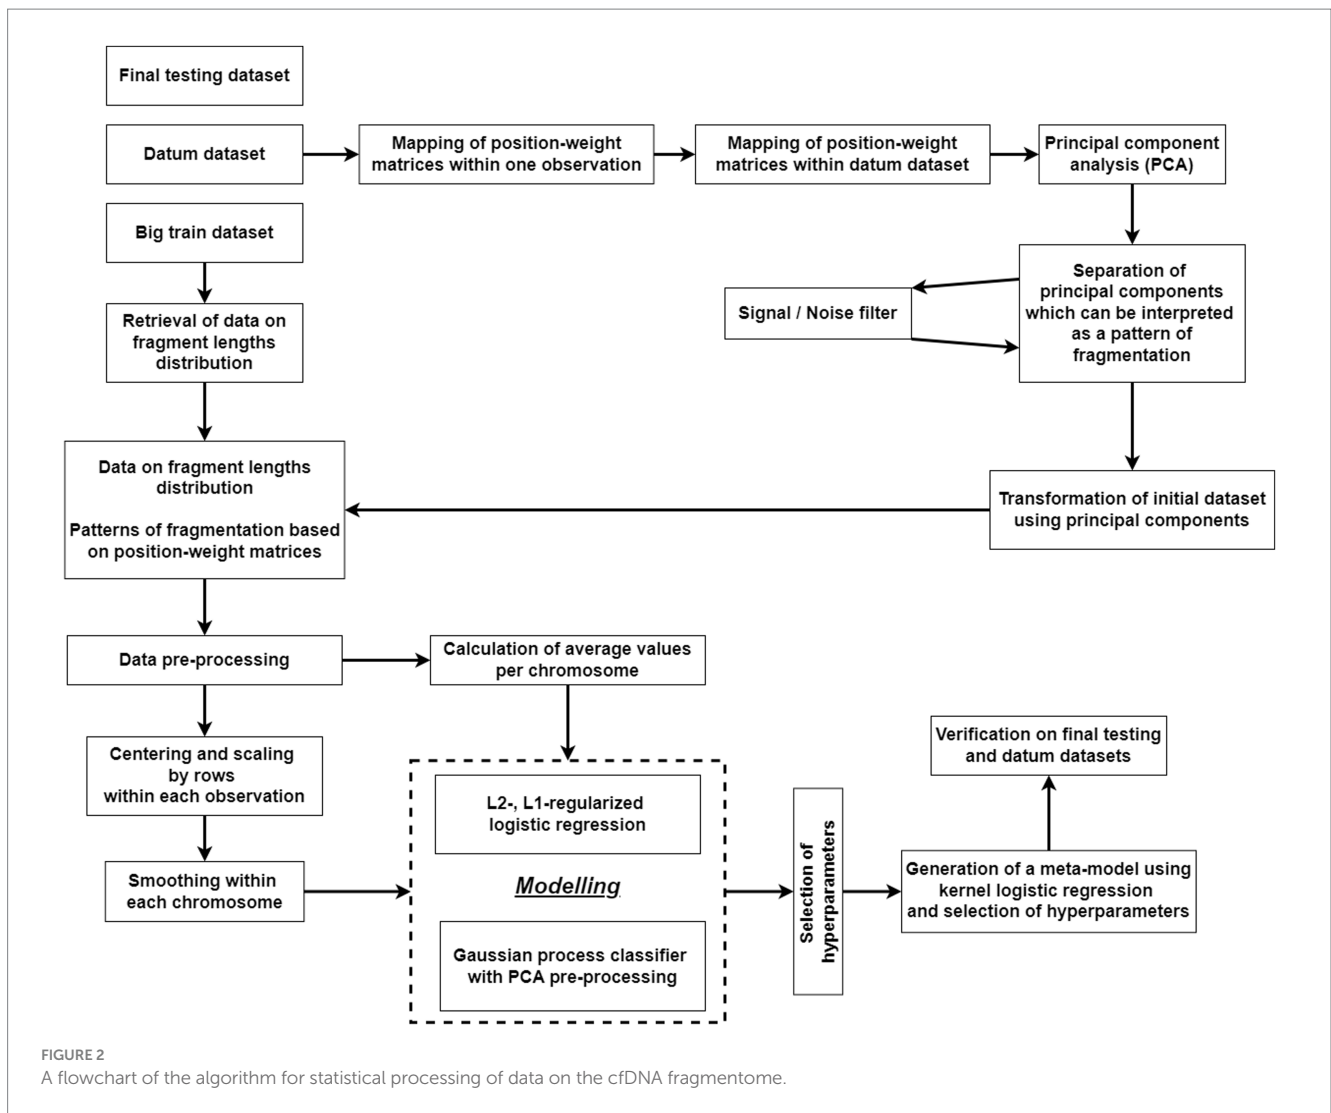 Final testing dataset
Datum dataset
Mapping of position-weight
matrices within one observation
Mapping of position-weight
matrices within datum dataset
Principal component
analysis (PCA)
Big train dataset
Separation of
principal components
which can be interpreted
as a pattern of
fragmentation
Signal / Noise filter
Retrieval of data on
fragment lengths
distribution
Data on fragment lengths
distribution
Patterns of fragmentation based
on position-weight matrices
Transformation of initial dataset
using principal components
Data pre-processing
Calculation of average values
per chromosome
Centering and scaling
by rows
within each observation
Smoothing within
each chromosome
L2-, L1-regularized
logistic regression
Modelling
Gaussian process classifier
with PCA pre-processing
Selection of
hyperparameters
Verification on final testing
and datum datasets
Generation of a meta-model using
kernel logistic regression
and selection of hyperparameters
FIGURE 2
A flowchart of the algorithm for statistical processing of data on the cfDNA fragmentome.